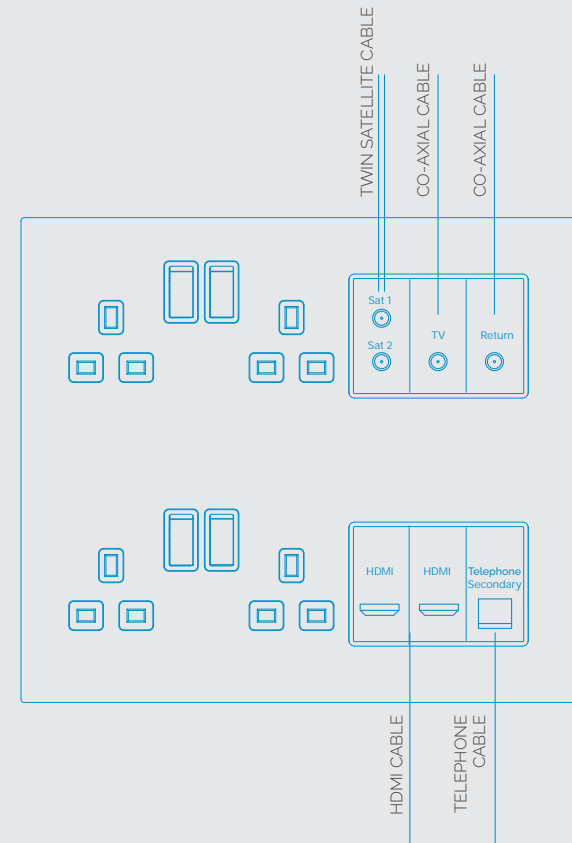 TWIN SATELLITE CABLE
CO-AXIAL CABLE
CO-AXIAL CABLE
Sat 1
Sat 2
TV
Return
HDMI
HDMI
Telephone
Secondary
HDMI CABLE
TELEPHONE
CABLE